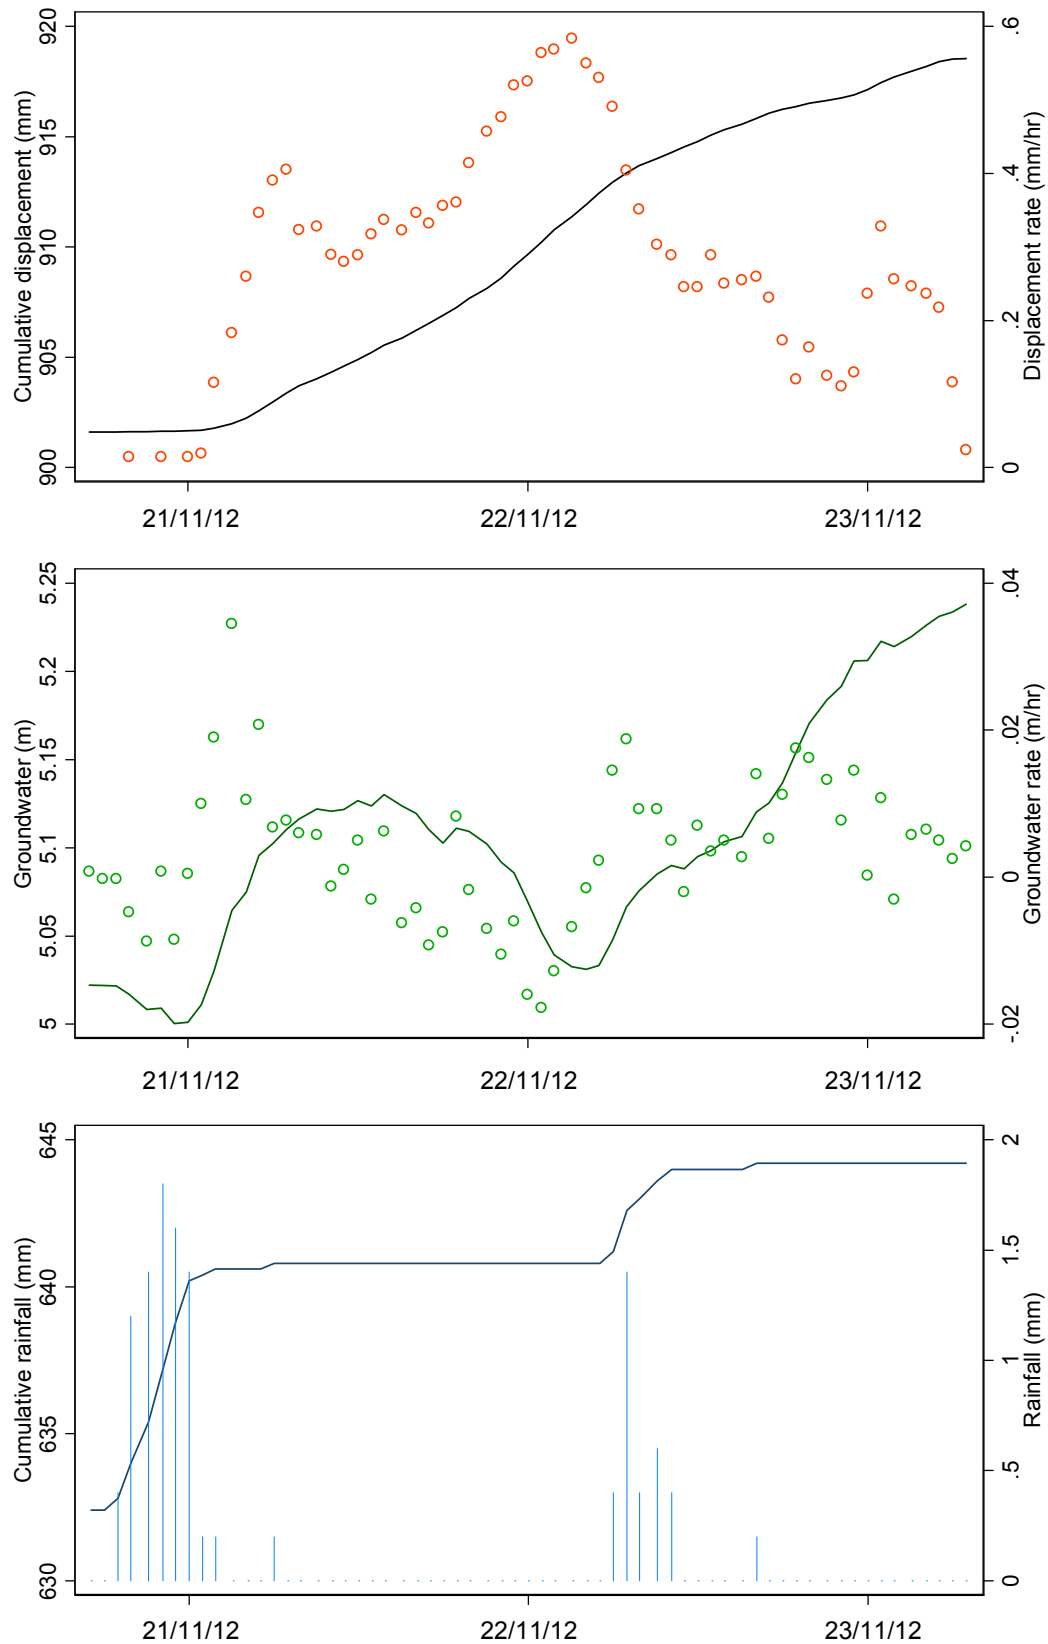 Cumulative displacement (mm)
900 905 910 915 920
Displacement rate (mm/hr)
0 .2 .4 .6
21/11/12 22/11/12 23/11/12
Groundwater (m)
5 5.05 5.1 5.15 5.2 5.25
Groundwater rate (m/hr)
-.02 0 .02 .04
21/11/12 22/11/12 23/11/12
Cumulative rainfall (mm)
630 635 640 645
Rainfall (mm)
0 .5 1 1.5 2
21/11/12 22/11/12 23/11/12